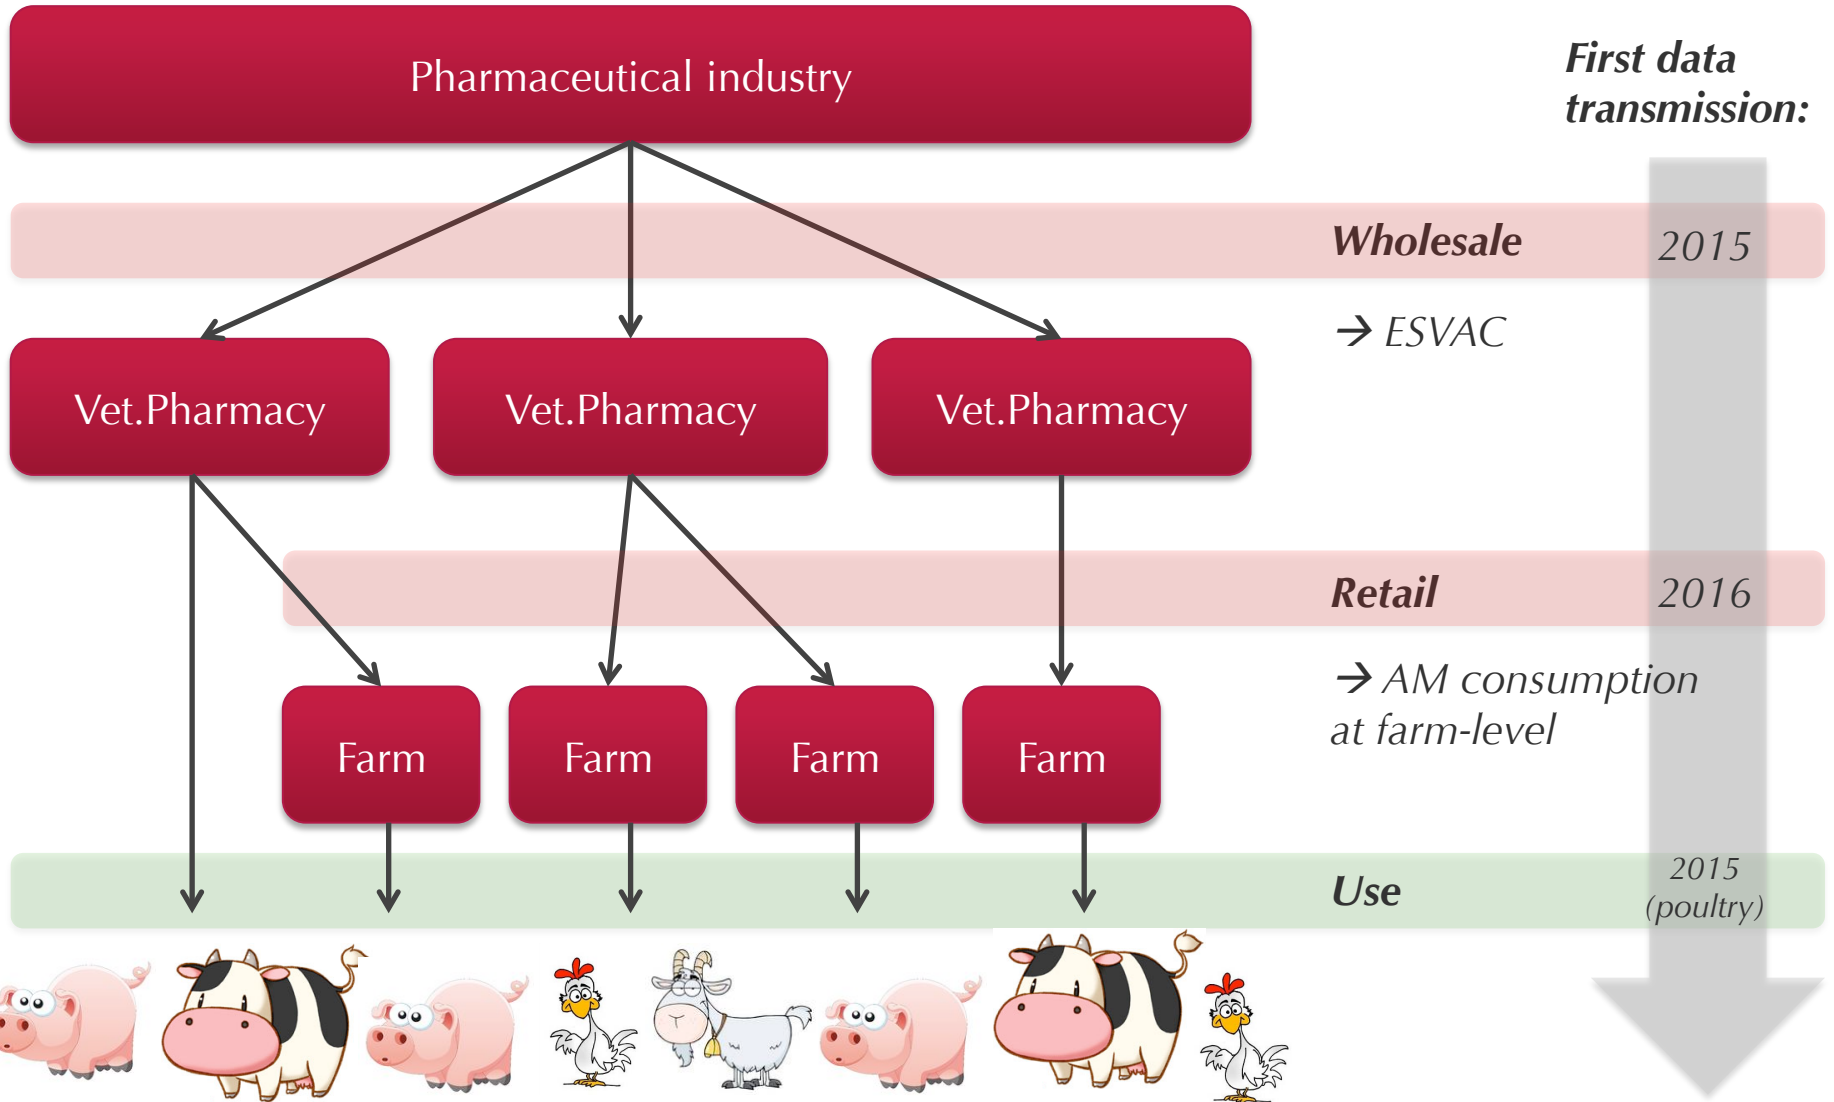 Pharmaceutical industry
First data
transmission:
Wholesale
2015
→ ESVAC
Vet.Pharmacy
Vet.Pharmacy
Vet.Pharmacy
Retail
2016
→ AM consumption
at farm-level
Farm
Farm
Farm
Farm
Use
2015
(poultry)